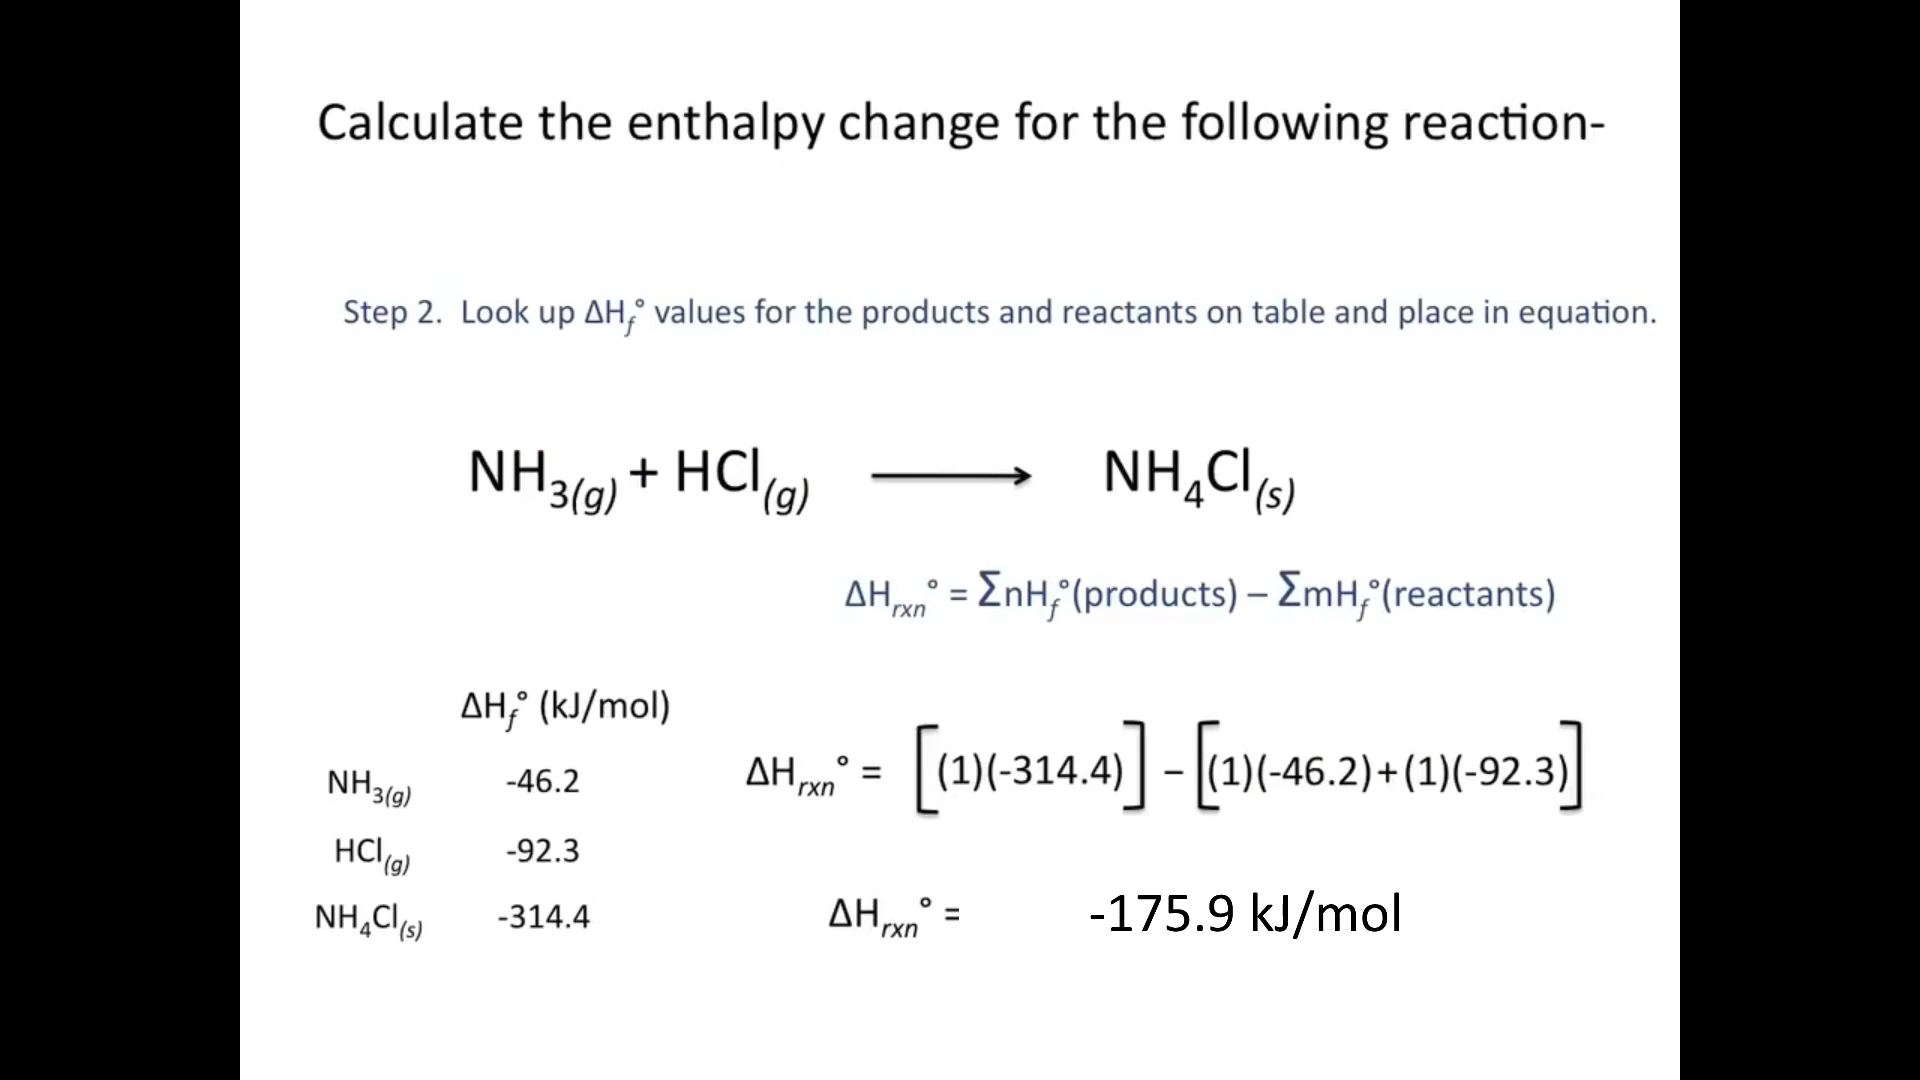 Calculate the enthalpy change for the following reaction-
Step 2. Look up ΔHf° values for the products and reactants on table and place in equation.
NH3(g) + HCl(g) ⟶ NH4Cl(s)
ΔHrxn° = ΣnHf°(products) – ΣmHf°(reactants)
ΔHf° (kJ/mol)
NH3(g) -46.2
HCl(g) -92.3
NH4Cl(s) -314.4
ΔHrxn° = [(1)(-314.4)] – [(1)(-46.2)+(1)(-92.3)]
ΔHrxn° = -175.9 kJ/mol